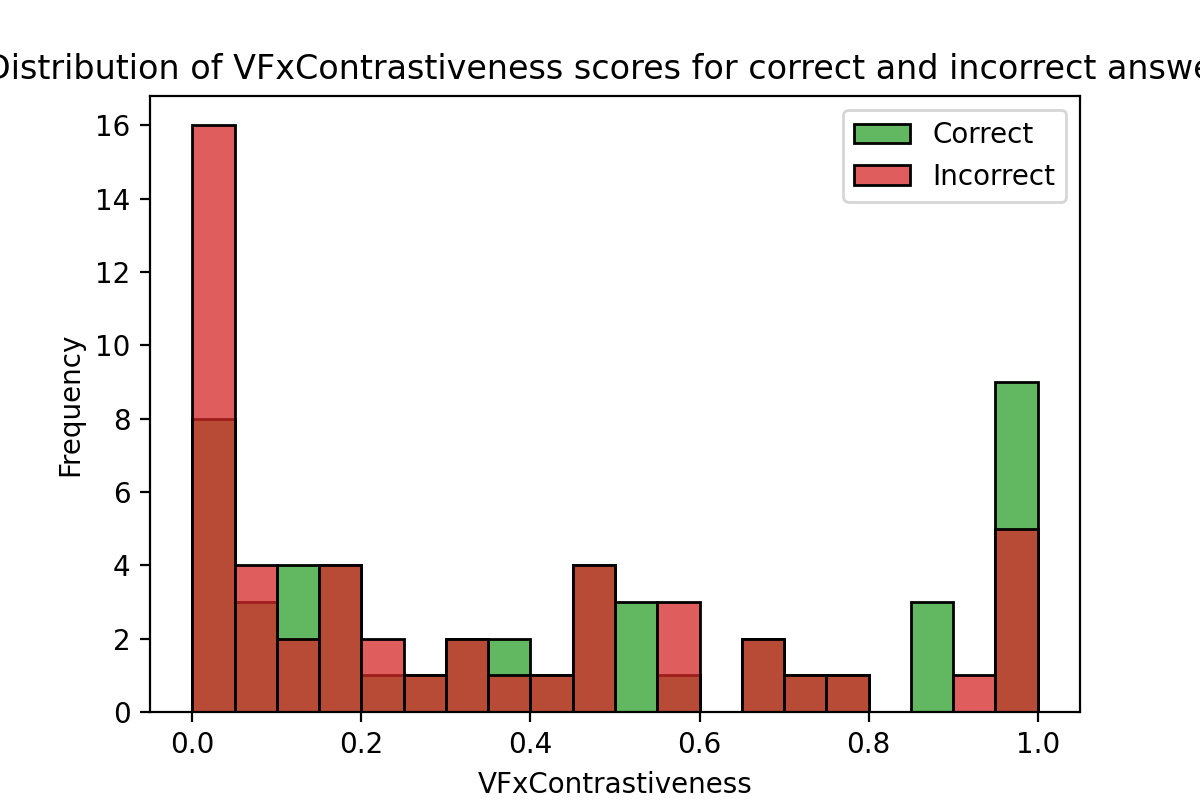 Distribution of VFxContrastiveness scores for correct and incorrect answe
Correct
Incorrect
16
14
12
10
8
6
4
2
0
Frequency
0.0 0.2 0.4 0.6 0.8 1.0
VFxContrastiveness